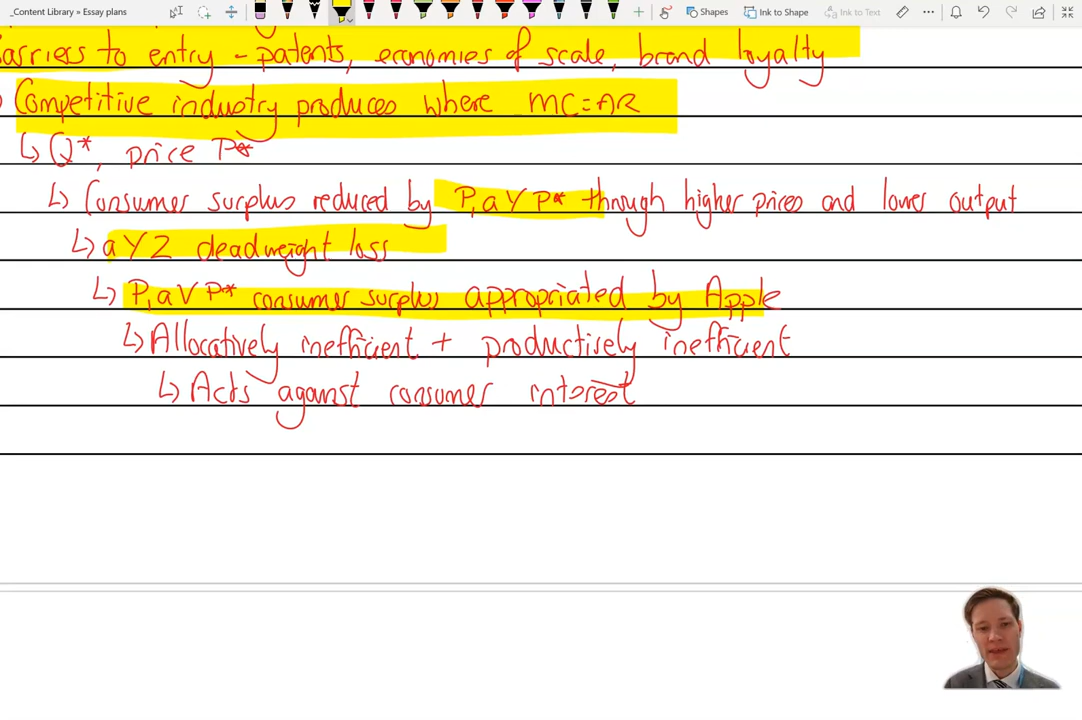 _Content Library » Essay plans
Shapes
Ink to Shape
Ink to Text
Barriers to entry - patents, economies of scale, brand loyalty
Competitive industry produces where MC=AR
↳ Q*, price P*
↳ Consumer surplus reduced by P₁aYP* through higher prices and lower output
↳ aYZ deadweight loss
↳ P₁aVP* consumer surplus appropriated by Apple
↳ Allocatively inefficient + productively inefficient
↳ Acts against consumer interest